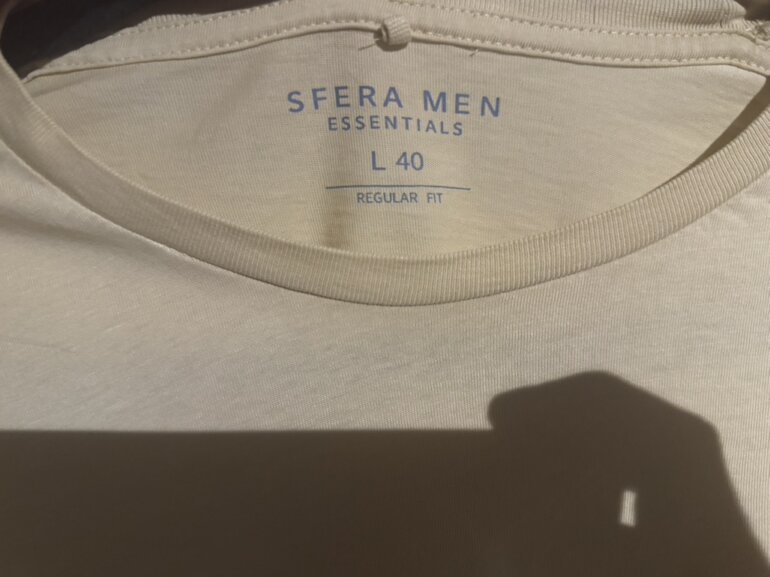 SFERA MEN
ESSENTIALS
L 40
REGULAR FIT